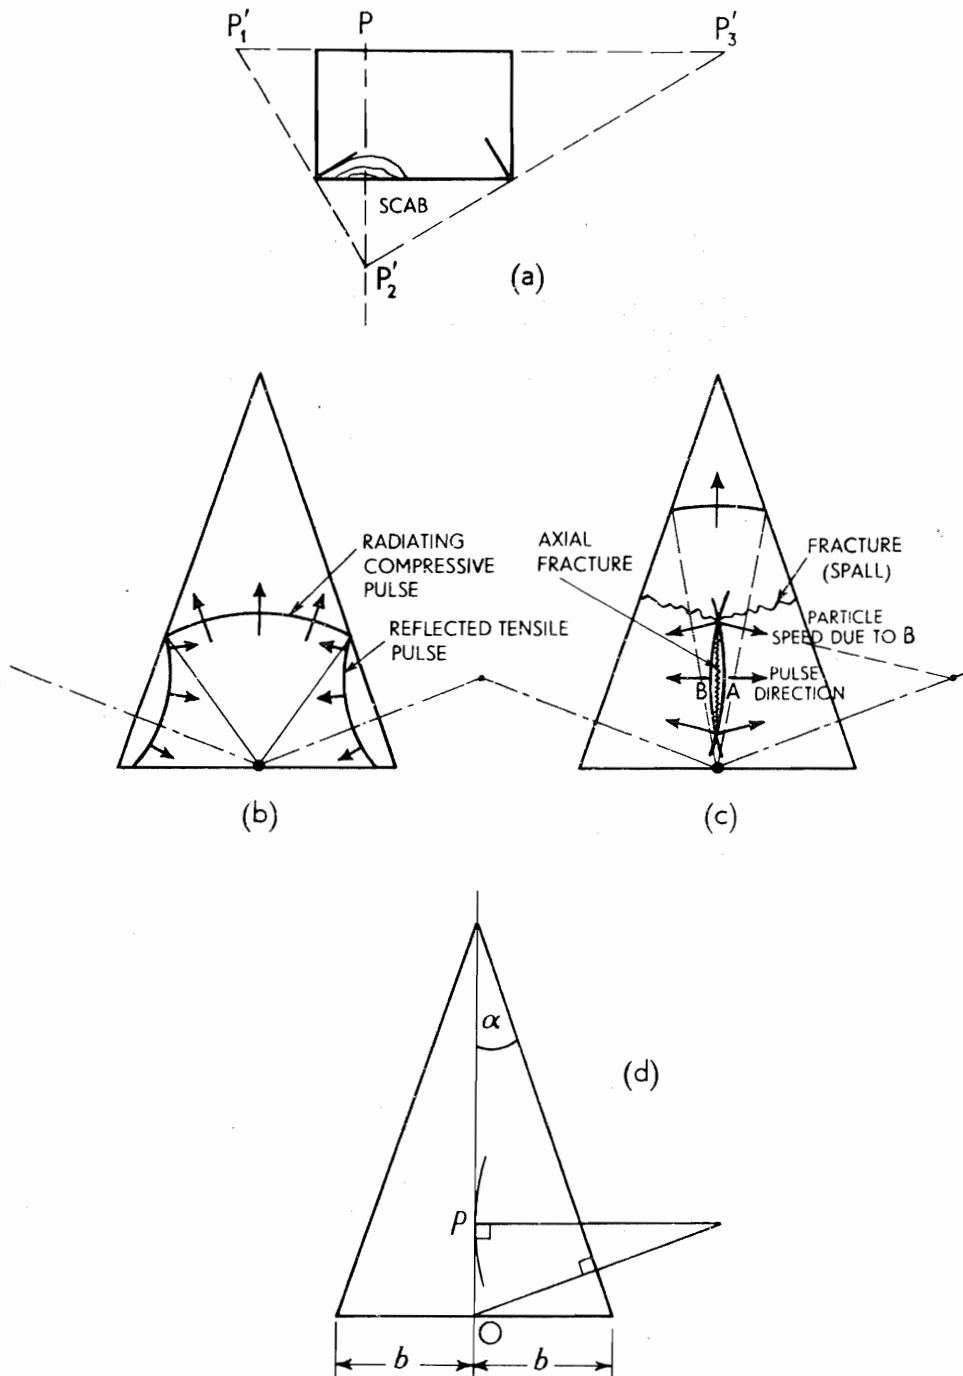 P'₁ P P'₃
SCAB
P'₂
(a)
RADIATING
COMPRESSIVE
PULSE
REFLECTED TENSILE
PULSE
(b)
AXIAL
FRACTURE
FRACTURE
(SPALL)
PARTICLE
SPEED DUE TO B
B A PULSE
DIRECTION
(c)
α
(d)
p
O
b b